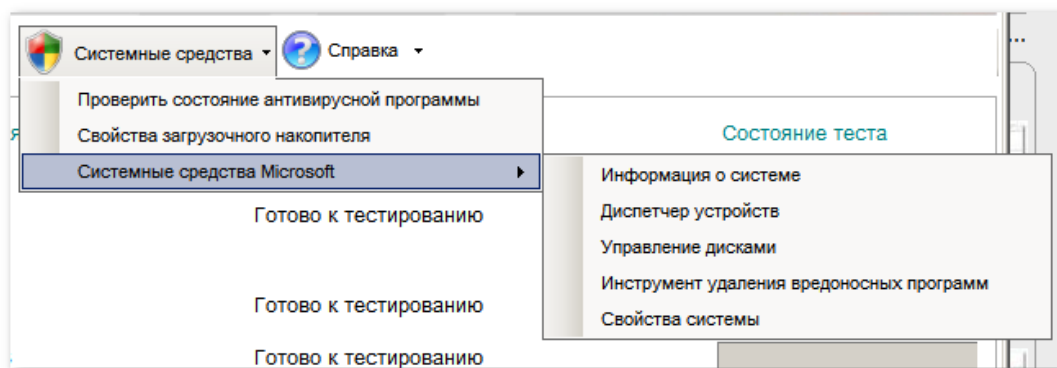 Системные средства
Справка
...
Проверить состояние антивирусной программы
Свойства загрузочного накопителя
Состояние теста
Системные средства Microsoft
Информация о системе
Диспетчер устройств
Готово к тестированию
Управление дисками
Инструмент удаления вредоносных программ
Готово к тестированию
Свойства системы
Готово к тестированию